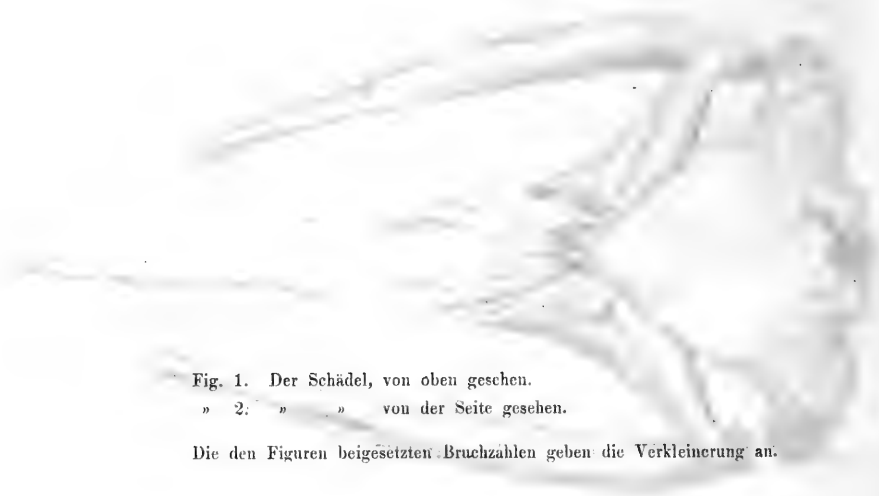 Fig. 1. Der Schädel, von oben gesehen.
» 2. » » von der Seite gesehen.
Die den Figuren beigesetzten Bruchzahlen geben die Verkleinerung an.